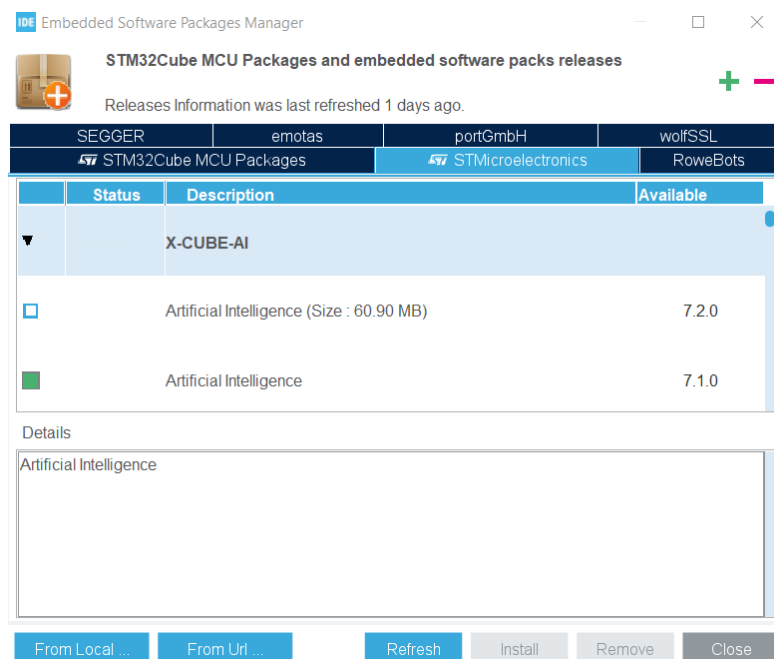 IDE Embedded Software Packages Manager
STM32Cube MCU Packages and embedded software packs releases
Releases Information was last refreshed 1 days ago.
SEGGER emotas portGmbH wolfSSL
STM32Cube MCU Packages STMicroelectronics RoweBots
Status Description Available
X-CUBE-AI
Artificial Intelligence (Size : 60.90 MB) 7.2.0
Artificial Intelligence 7.1.0
Details
Artificial Intelligence
From Local ... From Url ... Refresh Install Remove Close